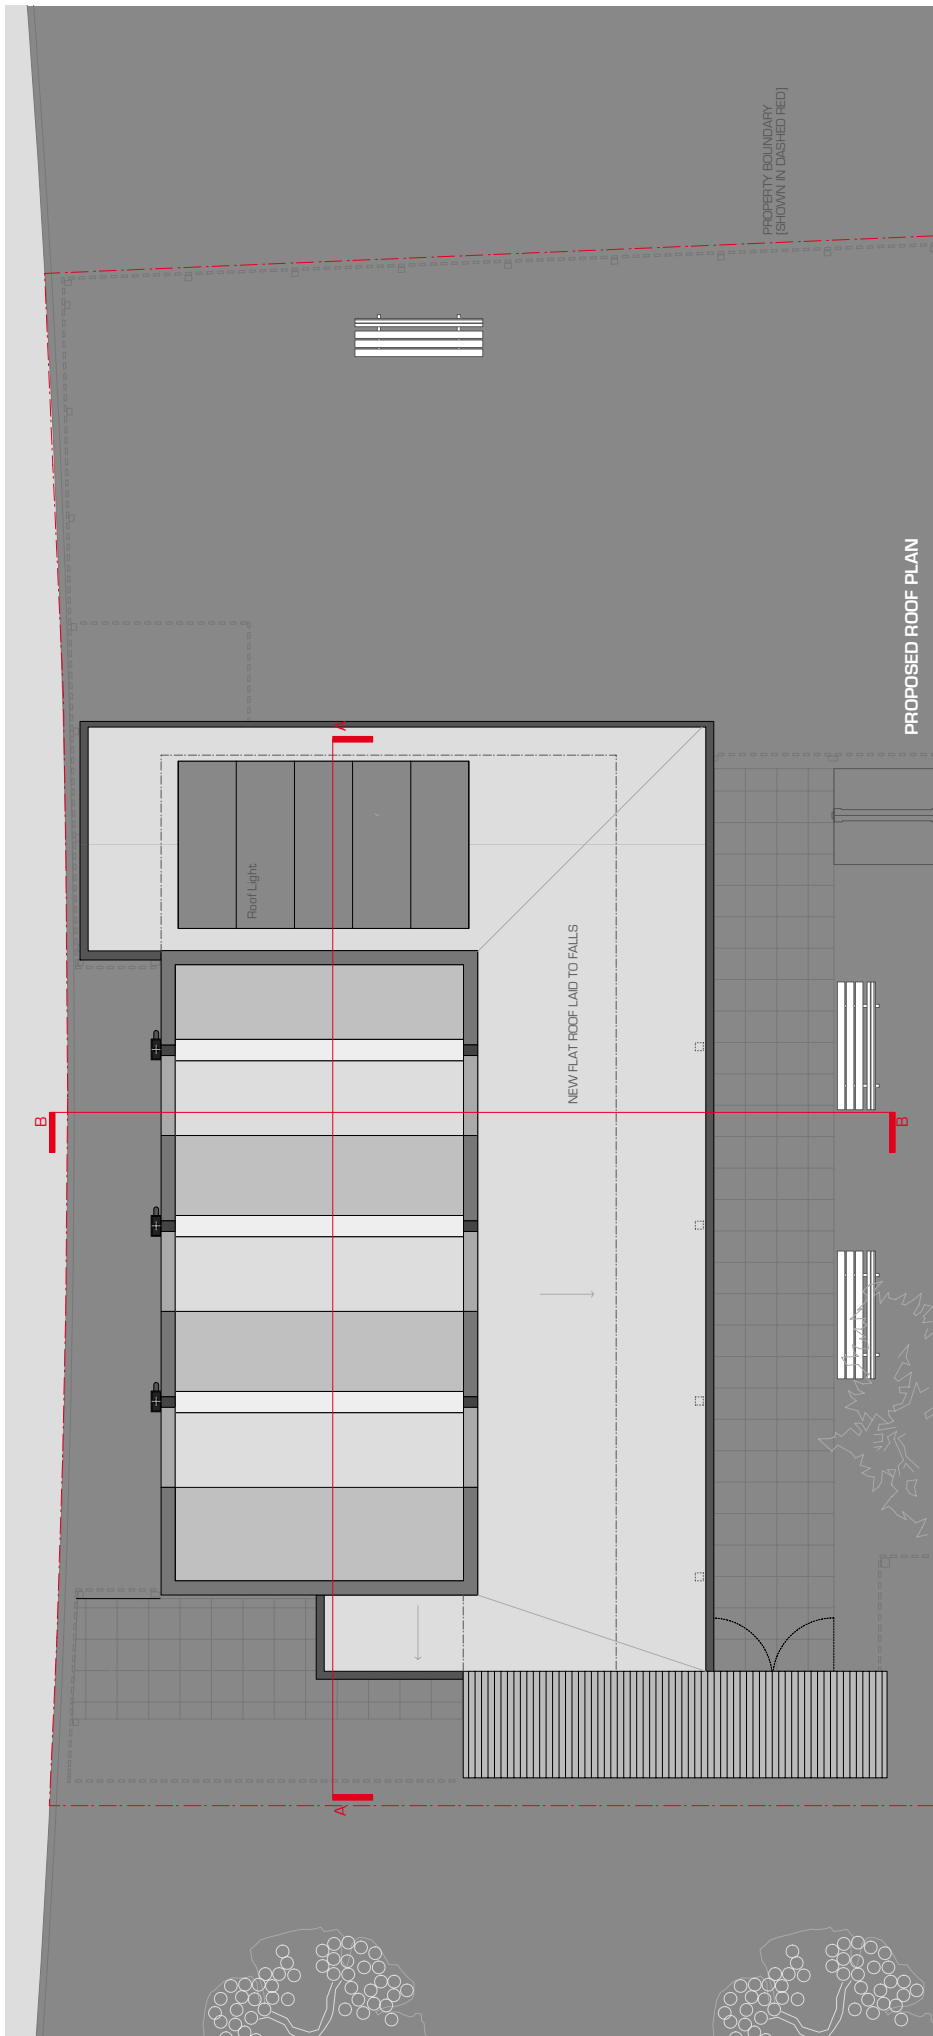 PROPERTY BOUNDARY
[SHOWN IN DASHED RED]
PROPOSED ROOF PLAN
A
Roof Light
NEW FLAT ROOF LAID TO FALLS
B
B
A